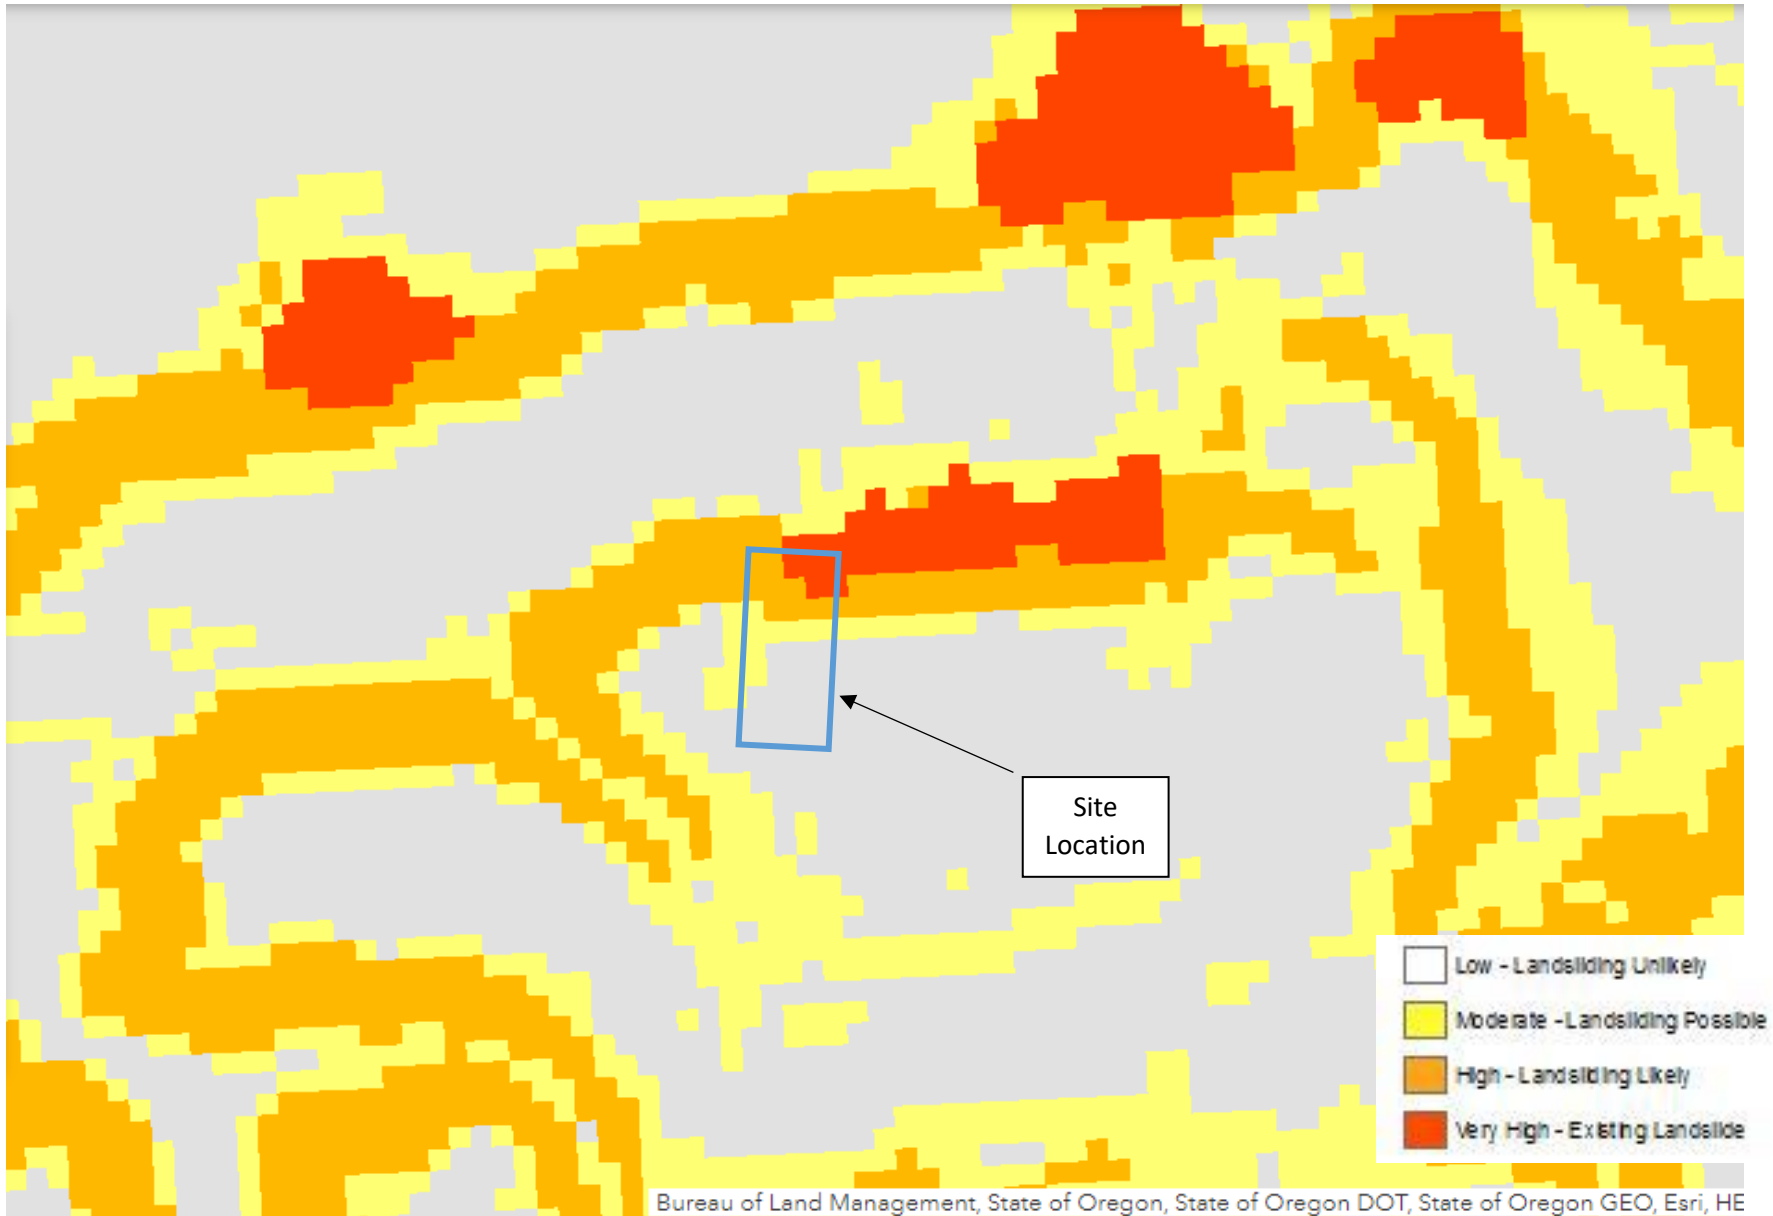 Site
Location
Low - Landsliding Unlikely
Moderate - Landsliding Possible
High - Landsliding Likely
Very High - Existing Landslide
Bureau of Land Management, State of Oregon, State of Oregon DOT, State of Oregon GEO, Esri, HE